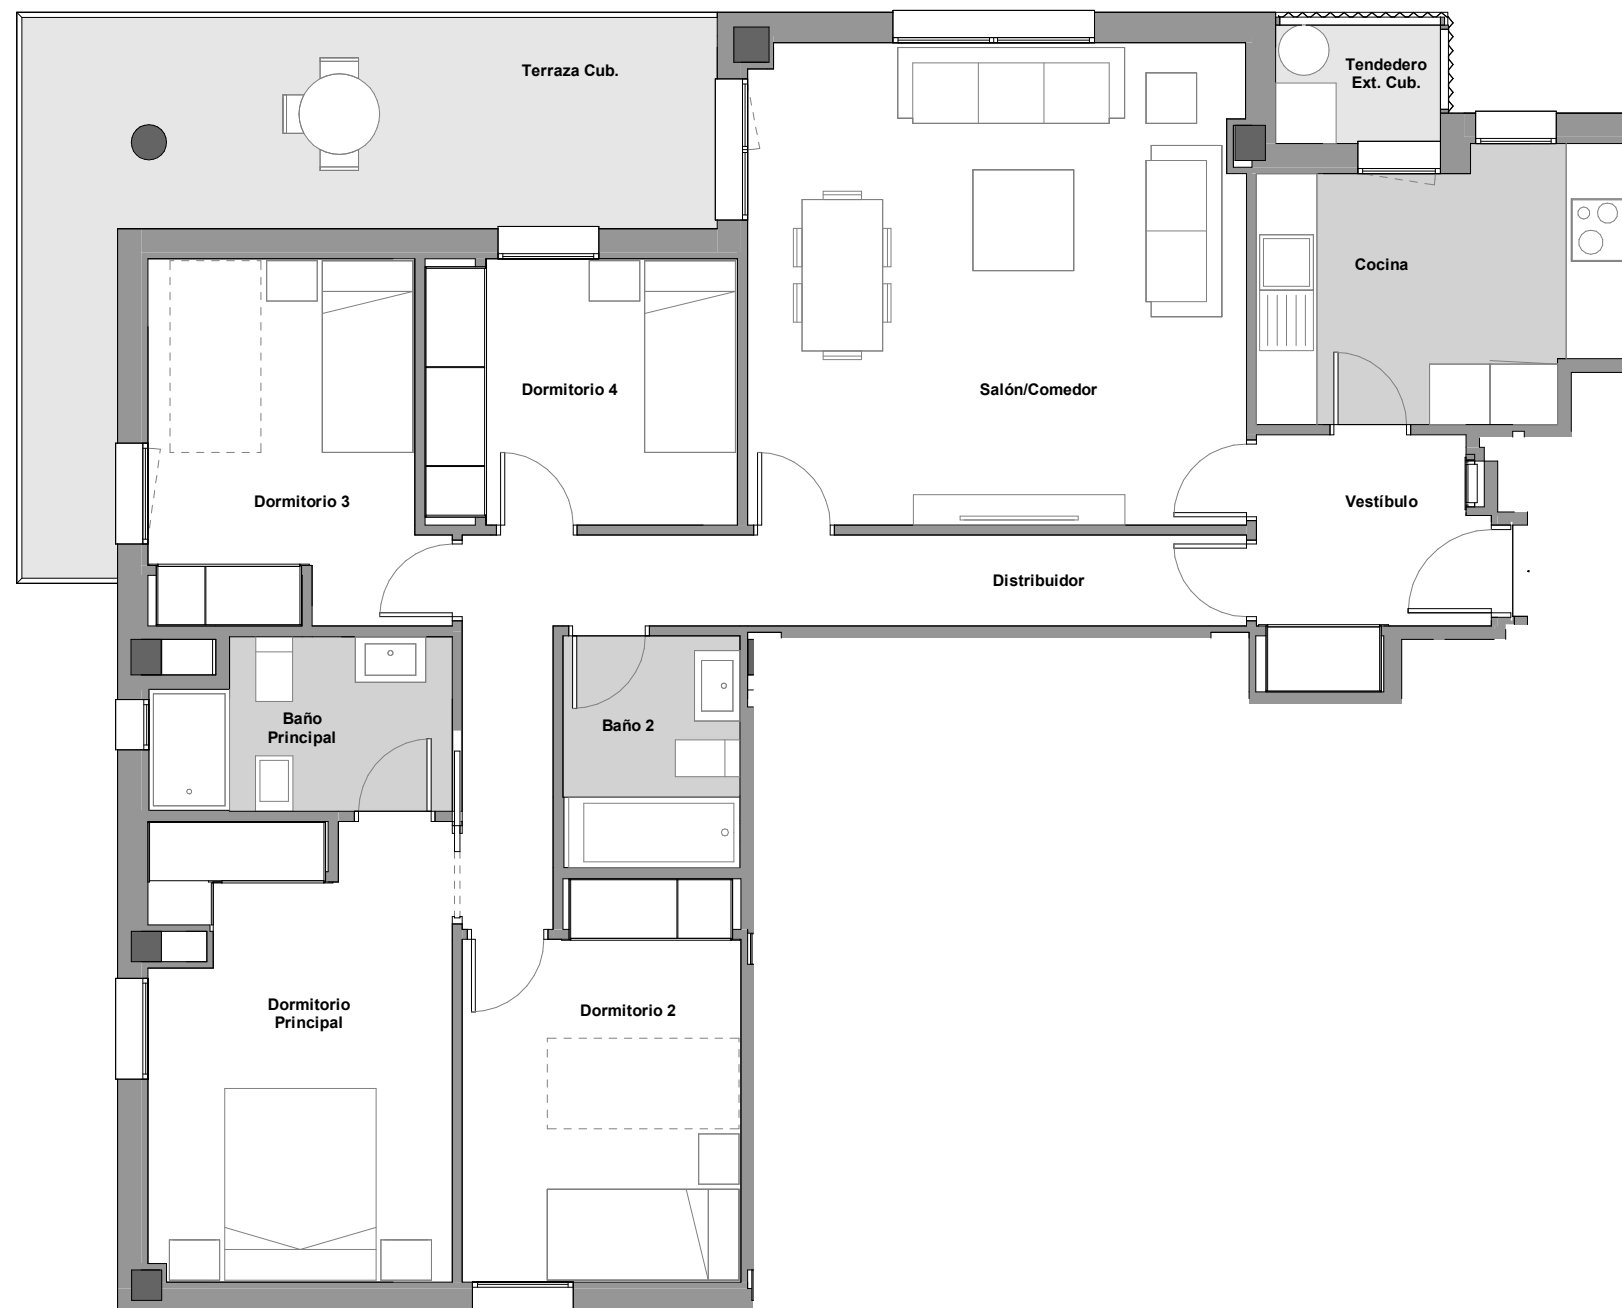 Terraza Cub.
Tendedero
Ext. Cub.
Cocina
Dormitorio 4
Salón/Comedor
Dormitorio 3
Vestíbulo
Distribuidor
Baño
Principal
Baño 2
Dormitorio
Principal
Dormitorio 2